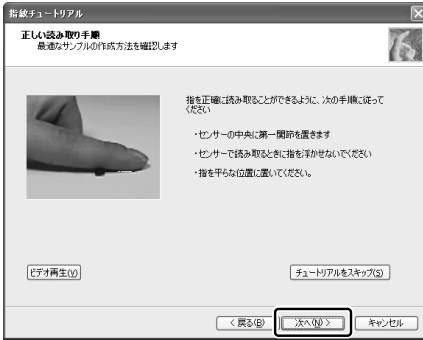 指紋チュートリアル
正しい読み取り手順
最適なサンプルの作成方法を確認します
指を正確に読み取ることができるように、次の手順に従って
ください
・センサーの中央に第一関節を置きます
・センサーで読み取るときに指を浮かせないでください
・指を平らな位置に置いてください。
ビデオ再生(V)
チュートリアルをスキップ(S)
< 戻る(B)
次へ(N) >
キャンセル